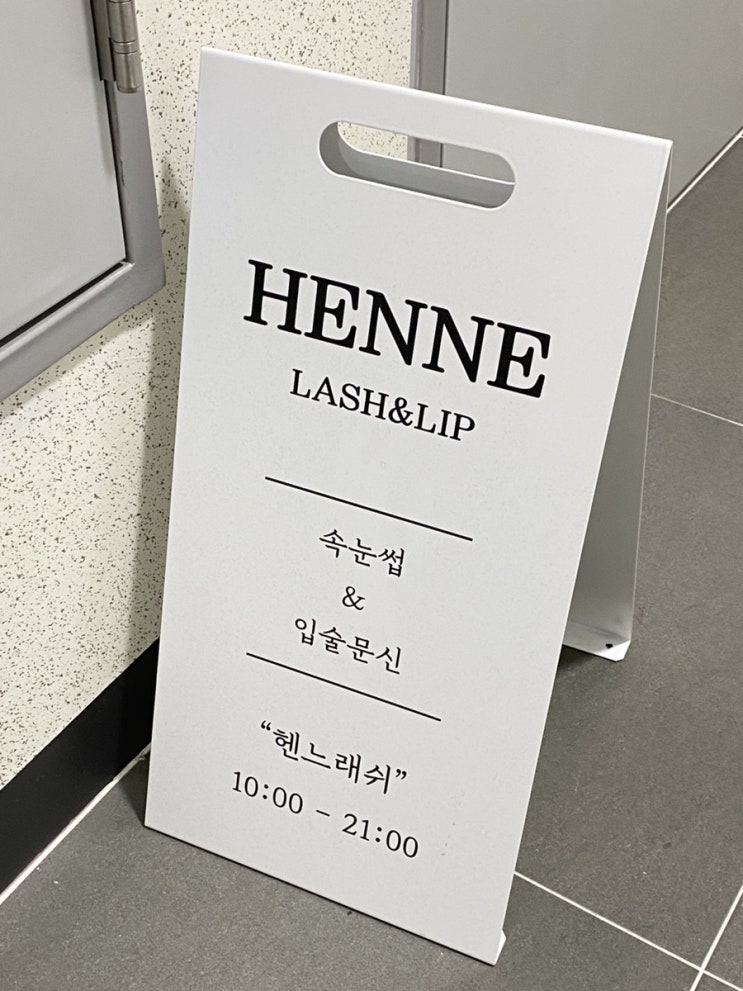 HENNE
LASH&LIP
속눈썹
&
입술문신
“헨느래쉬”
10:00 - 21:00